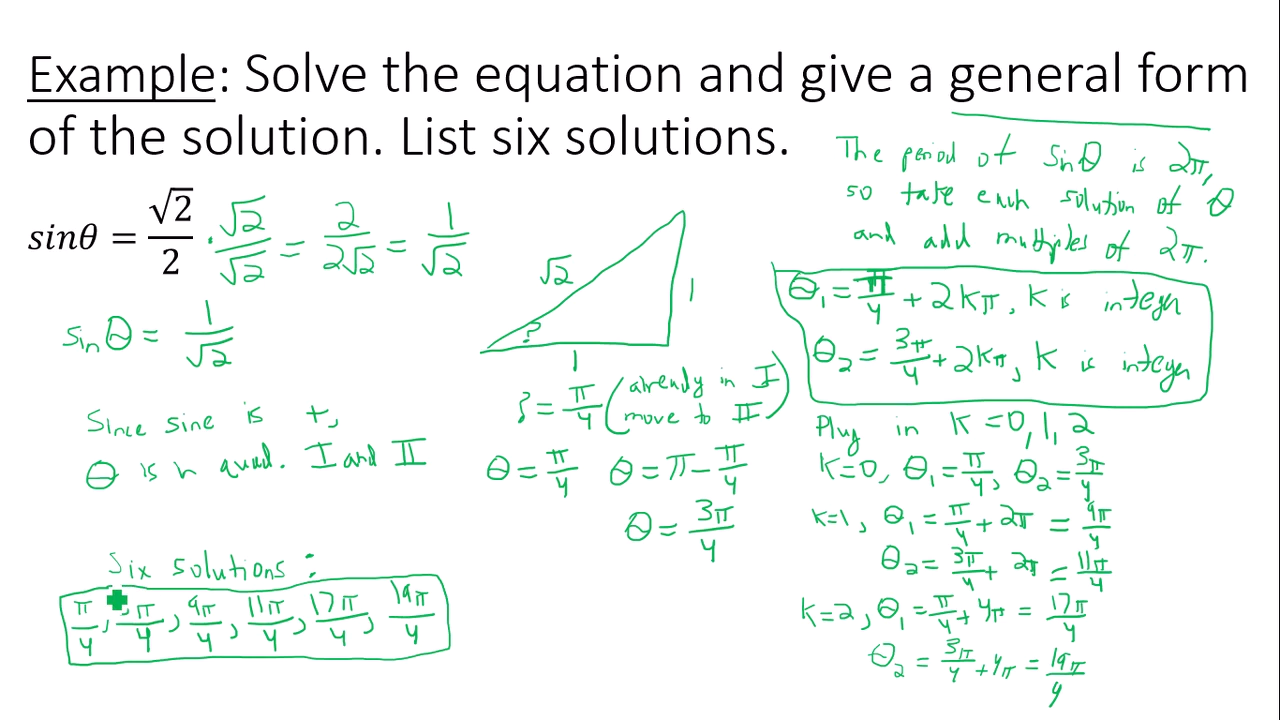 Example: Solve the equation and give a general form
of the solution. List six solutions.
sinθ = √2/2 · √2/√2 = 2/2√2 = 1/√2
sinθ = 1/√2
Since sine is +,
θ is in quad. I and II
√2
1
?
1
? = π/4 (already in I
move to II)
θ = π/4 θ = π − π/4
θ = 3π/4
The period of sinθ is 2π,
so take each solution of θ
and add multiples of 2π.
θ₁ = π/4 + 2kπ, k is integer
θ₂ = 3π/4 + 2kπ, k is integer
Plug in k = 0, 1, 2
k=0, θ₁ = π/4, θ₂ = 3π/4
k=1, θ₁ = π/4 + 2π = 9π/4
θ₂ = 3π/4 + 2π = 11π/4
k=2, θ₁ = π/4 + 4π = 17π/4
θ₂ = 3π/4 + 4π = 19π/4
Six solutions:
π/4, 3π/4, 9π/4, 11π/4, 17π/4, 19π/4